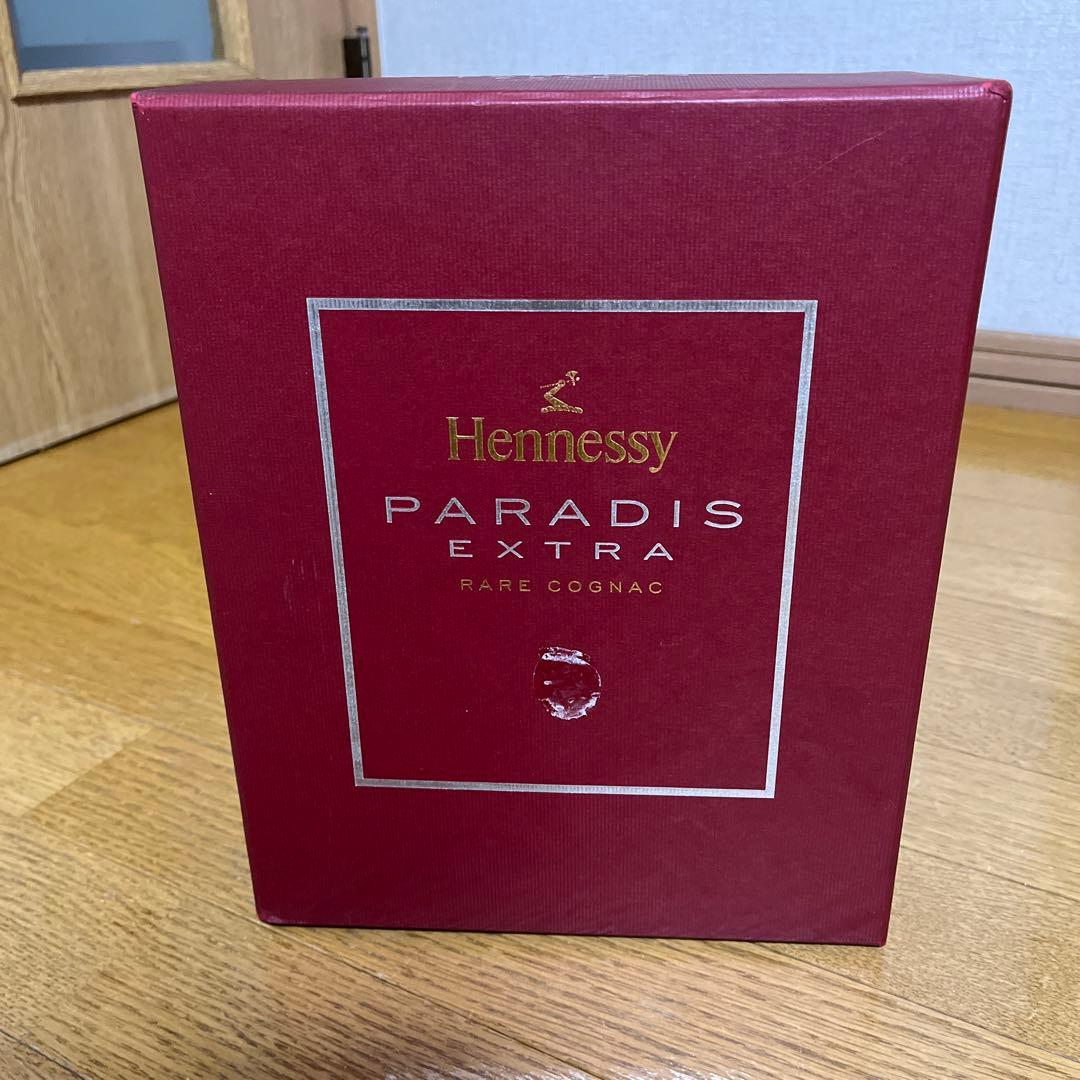 Hennessy
PARADIS
EXTRA
RARE COGNAC